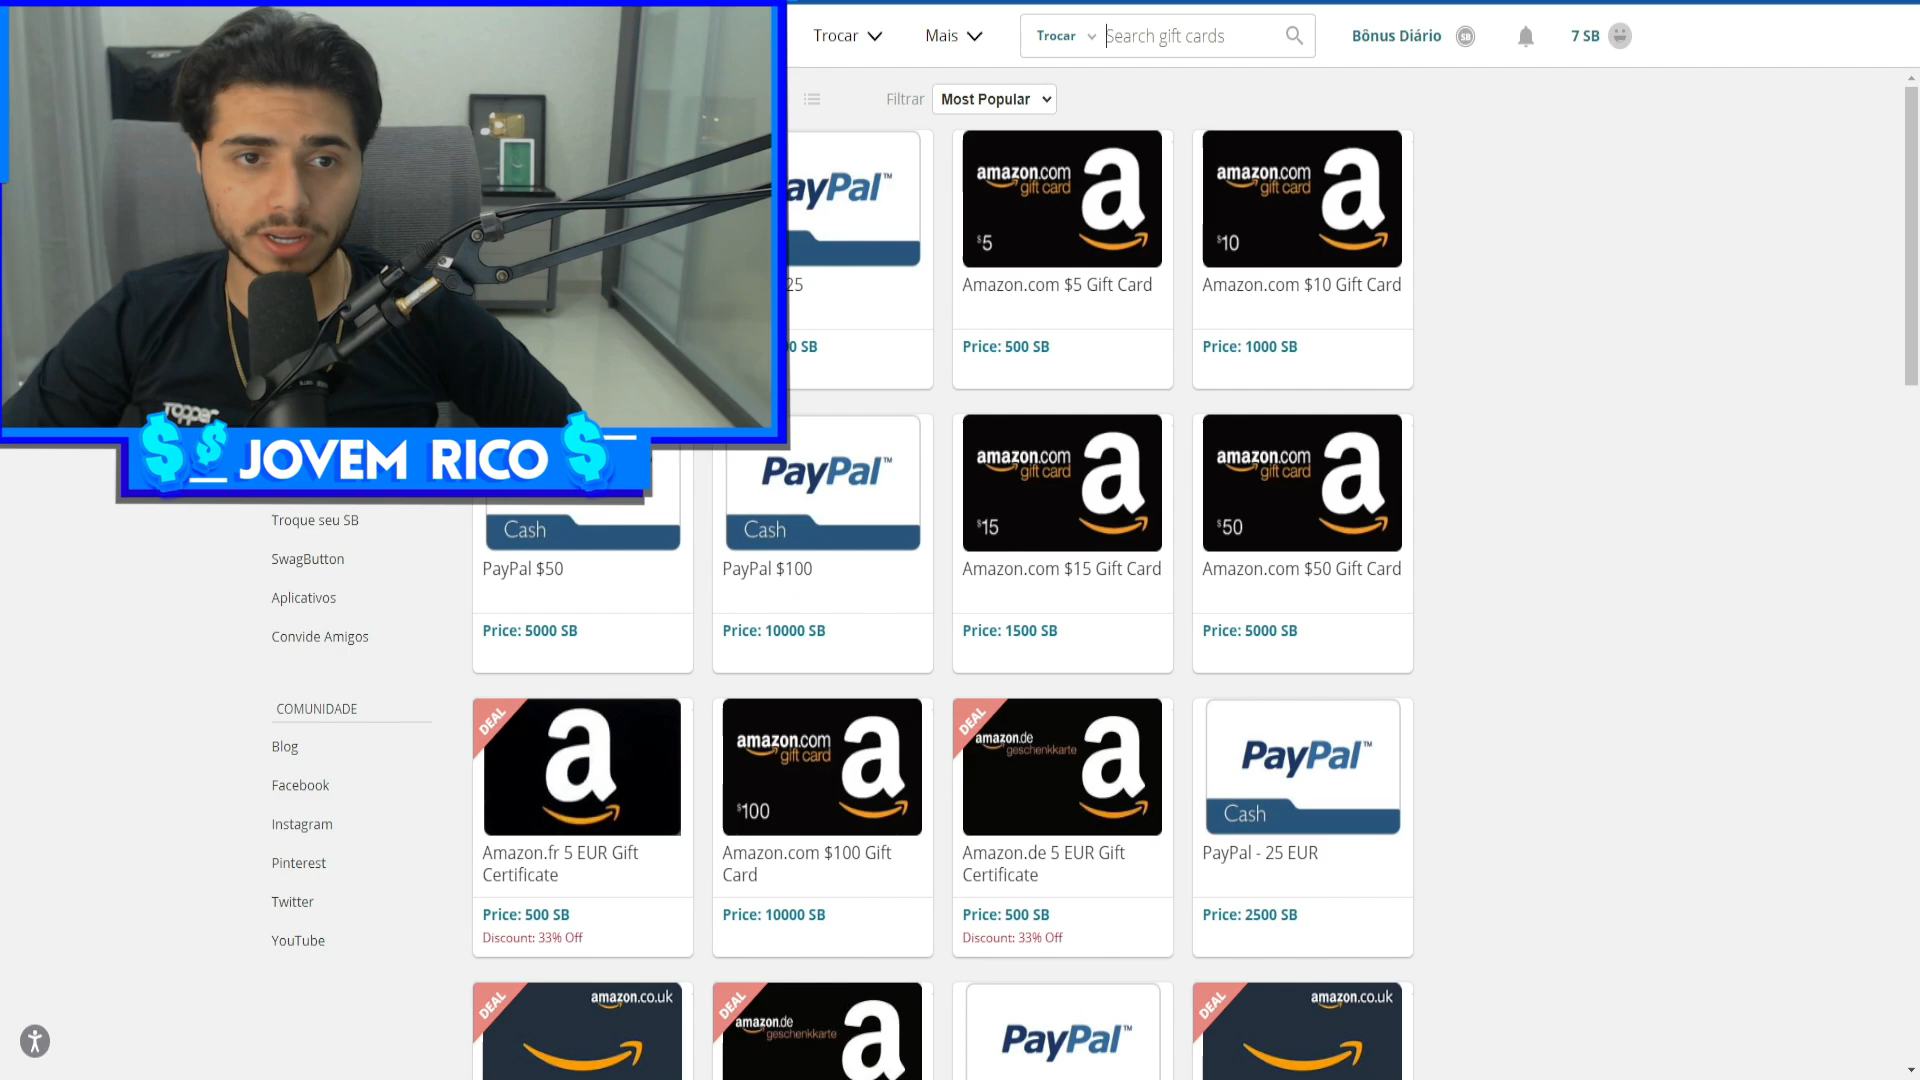 Trocar
Mais
Trocar
Search gift cards
Bônus Diário
SB
7 SB
Filtrar
Most Popular
ayPal™
25
0 SB
amazon.com
gift card
$5
Amazon.com $5 Gift Card
Price: 500 SB
amazon.com
gift card
$10
Amazon.com $10 Gift Card
Price: 1000 SB
TOPPER
$ $ JOVEM RICO $
Troque seu SB
SwagButton
Aplicativos
Convide Amigos
COMUNIDADE
Blog
Facebook
Instagram
Pinterest
Twitter
YouTube
Cash
PayPal $50
Price: 5000 SB
PayPal™
Cash
PayPal $100
Price: 10000 SB
amazon.com
gift card
$15
Amazon.com $15 Gift Card
Price: 1500 SB
amazon.com
gift card
$50
Amazon.com $50 Gift Card
Price: 5000 SB
DEAL
a
Amazon.fr 5 EUR Gift
Certificate
Price: 500 SB
Discount: 33% Off
amazon.com
gift card
$100
Amazon.com $100 Gift
Card
Price: 10000 SB
DEAL
amazon.de
geschenkkarte
Amazon.de 5 EUR Gift
Certificate
Price: 500 SB
Discount: 33% Off
PayPal™
Cash
PayPal - 25 EUR
Price: 2500 SB
DEAL
amazon.co.uk
DEAL
amazon.de
geschenkkarte
PayPal™
DEAL
amazon.co.uk